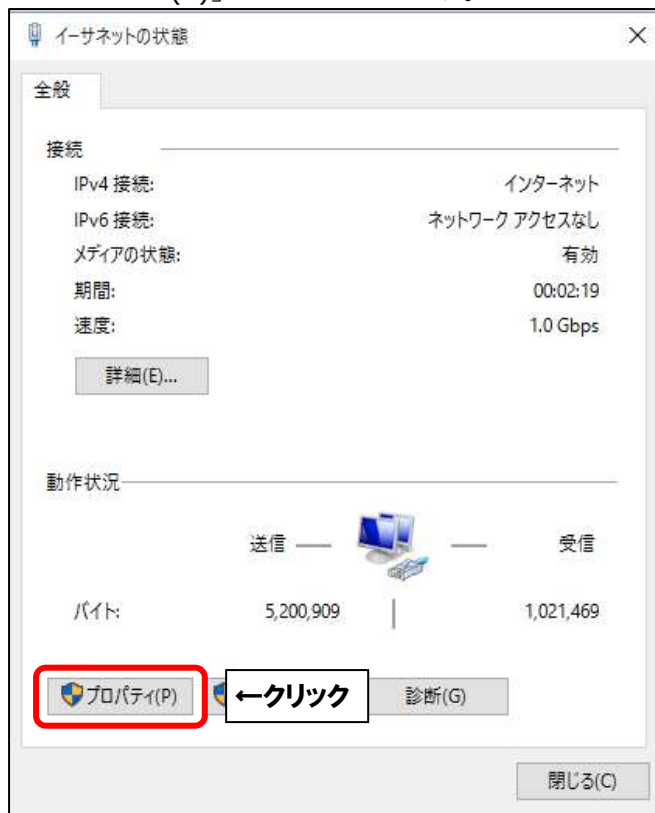 イーサネットの状態
全般
接続
IPv4 接続: インターネット
IPv6 接続: ネットワーク アクセスなし
メディアの状態: 有効
期間: 00:02:19
速度: 1.0 Gbps
詳細(E)...
動作状況
送信 受信
バイト: 5,200,909 1,021,469
プロパティ(P) ←クリック 診断(G)
閉じる(C)